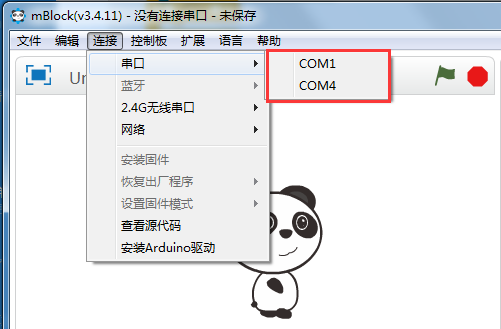 mBlock(v3.4.11) - 没有连接串口 - 未保存
文件 编辑 连接 控制板 扩展 语言 帮助
串口
COM1
COM4
蓝牙
2.4G无线串口
网络
安装固件
恢复出厂程序
设置固件模式
查看源代码
安装Arduino驱动
Un